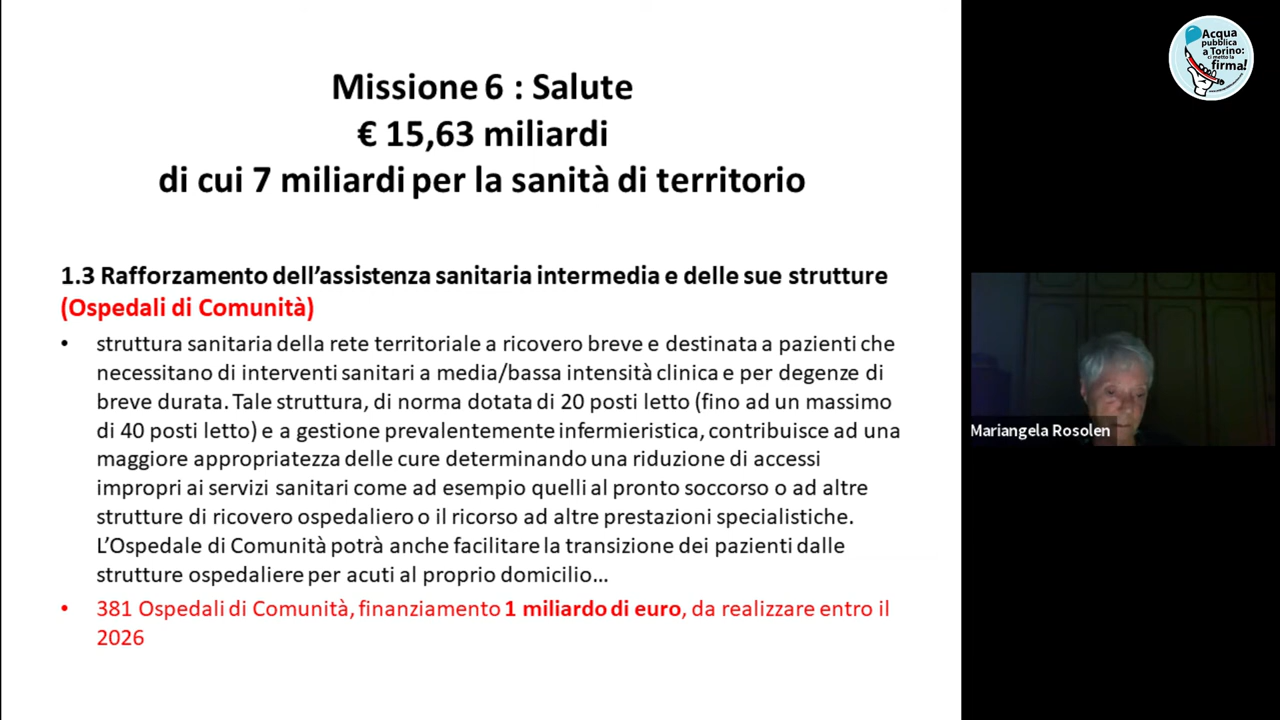 Missione 6 : Salute
€ 15,63 miliardi
di cui 7 miliardi per la sanità di territorio
1.3 Rafforzamento dell’assistenza sanitaria intermedia e delle sue strutture
(Ospedali di Comunità)
• struttura sanitaria della rete territoriale a ricovero breve e destinata a pazienti che
necessitano di interventi sanitari a media/bassa intensità clinica e per degenze di
breve durata. Tale struttura, di norma dotata di 20 posti letto (fino ad un massimo
di 40 posti letto) e a gestione prevalentemente infermieristica, contribuisce ad una
maggiore appropriatezza delle cure determinando una riduzione di accessi
impropri ai servizi sanitari come ad esempio quelli al pronto soccorso o ad altre
strutture di ricovero ospedaliero o il ricorso ad altre prestazioni specialistiche.
L’Ospedale di Comunità potrà anche facilitare la transizione dei pazienti dalle
strutture ospedaliere per acuti al proprio domicilio…
• 381 Ospedali di Comunità, finanziamento 1 miliardo di euro, da realizzare entro il
2026
Acqua
pubblica
a Torino:
ci metto la
firma!
Mariangela Rosolen